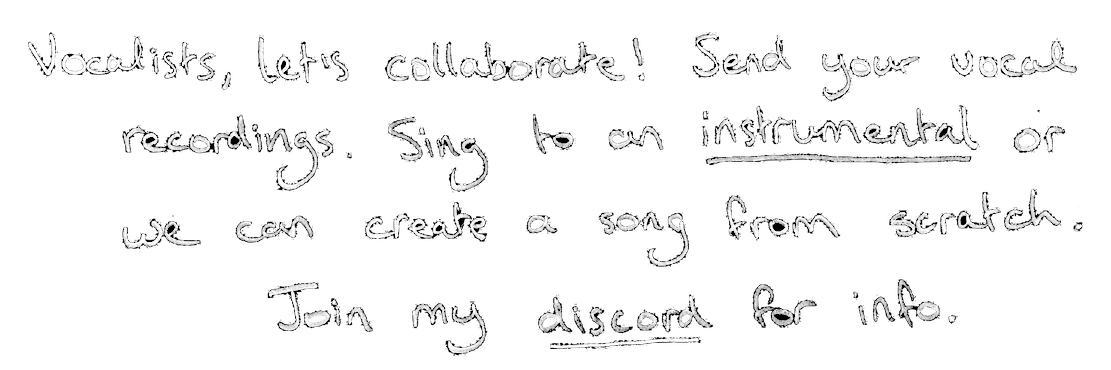 Vocalists, let's collaborate! Send your vocal
recordings. Sing to an instrumental or
we can create a song from scratch.
Join my discord for info.